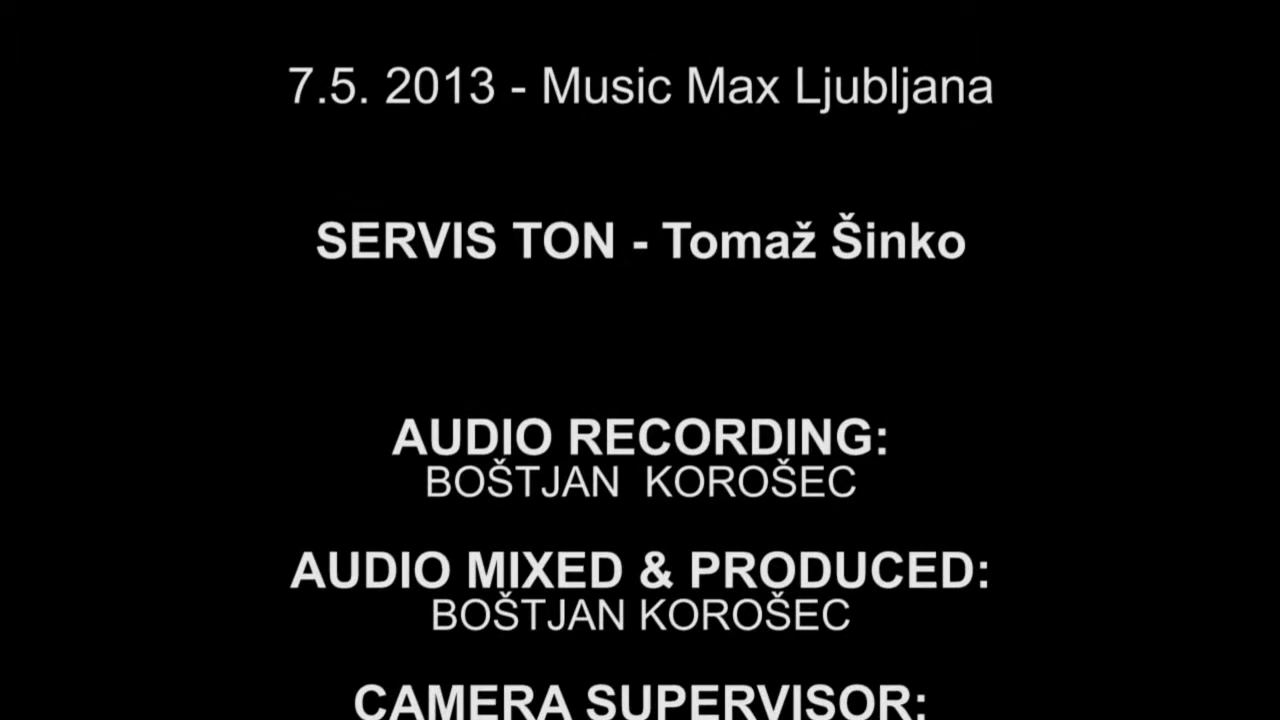 7.5. 2013 - Music Max Ljubljana
SERVIS TON - Tomaž Šinko
AUDIO RECORDING:
BOŠTJAN  KOROŠEC
AUDIO MIXED & PRODUCED:
BOŠTJAN KOROŠEC
CAMERA SUPERVISOR: